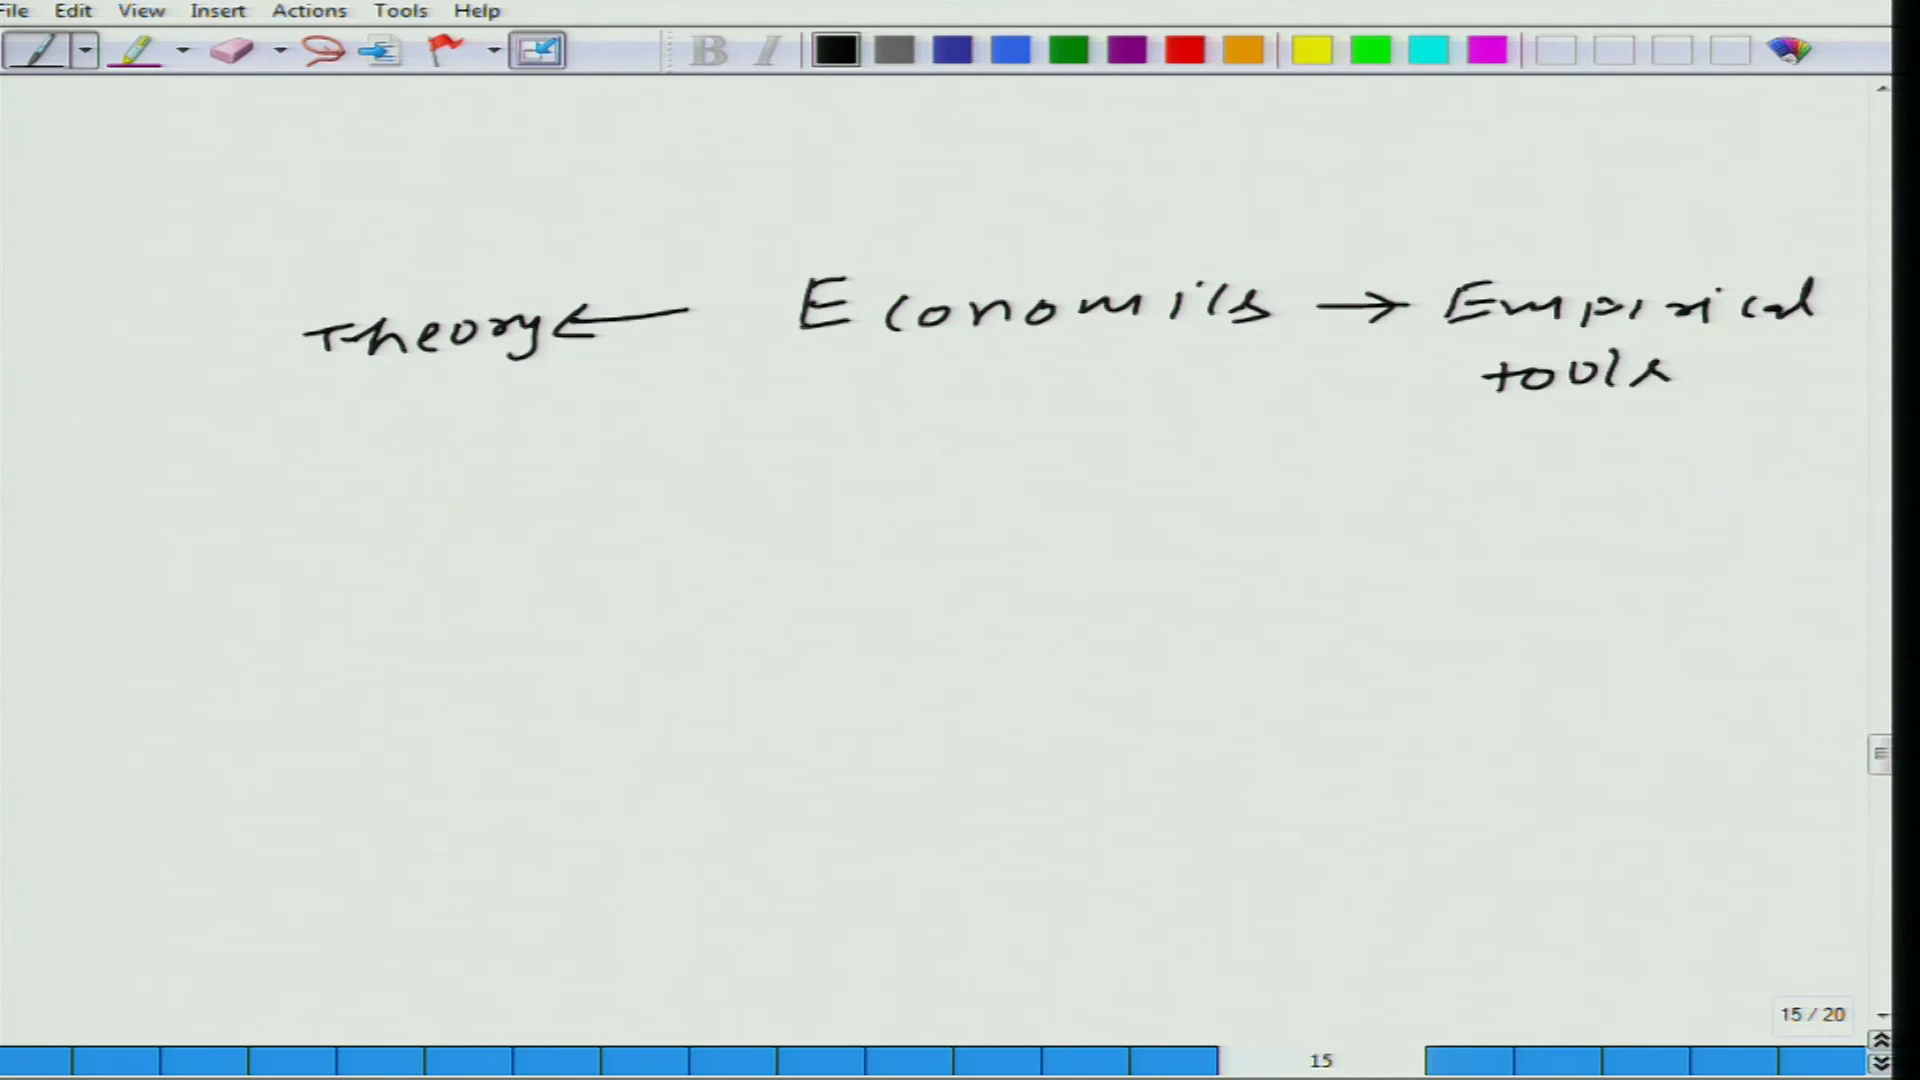 File Edit View Insert Actions Tools Help
B I
Theory ← Economics → Empirical
tools
15 / 20
15